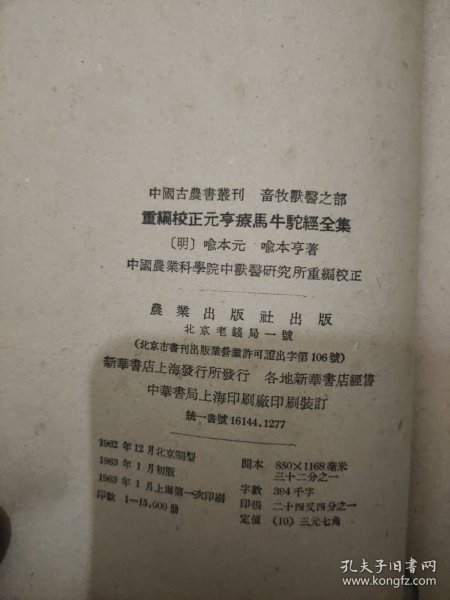 中國古農書叢刊　畜牧獸醫之部
重編校正元亨療馬牛駝經全集
〔明〕喻本元　喻本亨著
中國農業科學院中獸醫研究所重編校正
農業出版社出版
北京老錢局一號
(北京市書刊出版業營業許可證出字第106號)
新華書店上海發行所發行　各地新華書店經售
中華書局上海印刷廠印刷裝訂
統一書號 16144.1277
1962年12月北京制型
1963年1月初版
1963年1月上海第一次印刷
印數 1—15,000册
開本 850×1168毫米
三十二分之一
字數 394千字
印張 二十四又四分之一
定價 (10) 三元七角
孔夫子旧书网
www.kongfz.com